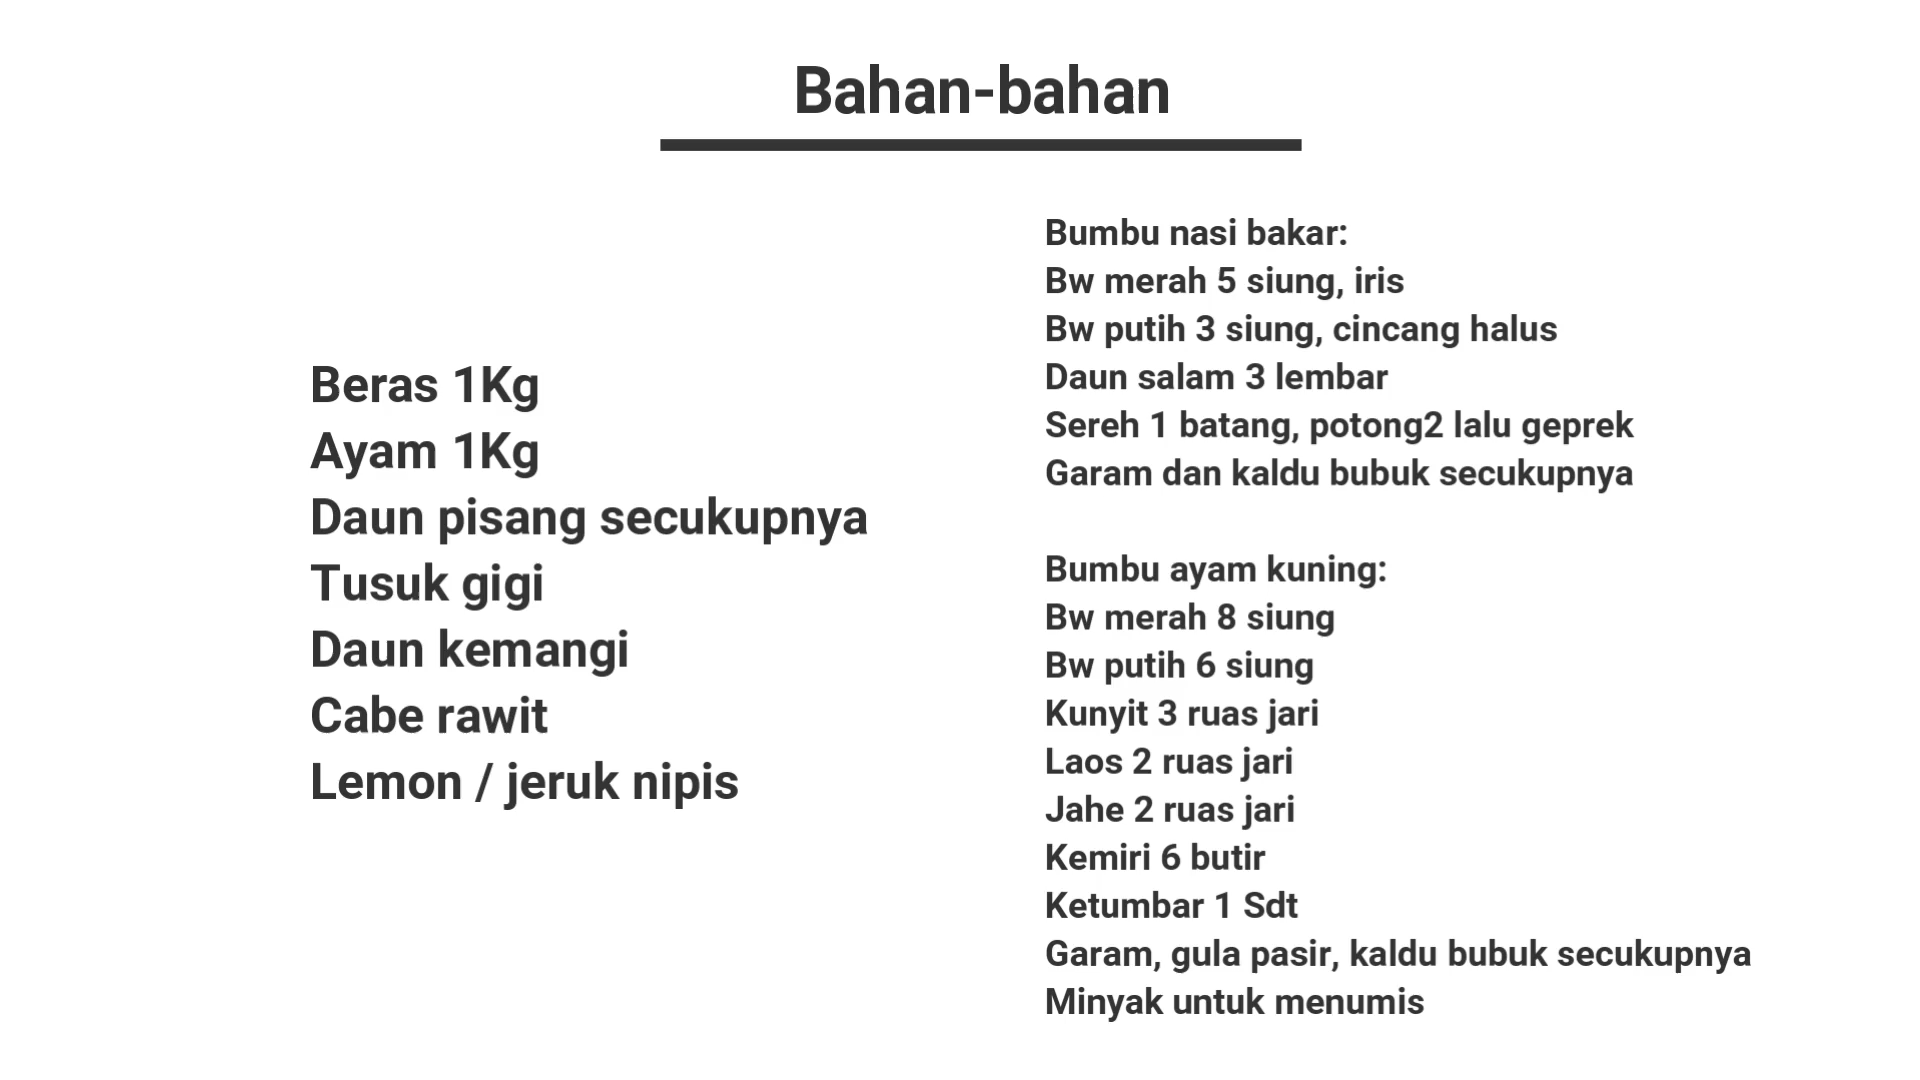 Bahan-bahan
Beras 1Kg
Ayam 1Kg
Daun pisang secukupnya
Tusuk gigi
Daun kemangi
Cabe rawit
Lemon / jeruk nipis
Bumbu nasi bakar:
Bw merah 5 siung, iris
Bw putih 3 siung, cincang halus
Daun salam 3 lembar
Sereh 1 batang, potong2 lalu geprek
Garam dan kaldu bubuk secukupnya
Bumbu ayam kuning:
Bw merah 8 siung
Bw putih 6 siung
Kunyit 3 ruas jari
Laos 2 ruas jari
Jahe 2 ruas jari
Kemiri 6 butir
Ketumbar 1 Sdt
Garam, gula pasir, kaldu bubuk secukupnya
Minyak untuk menumis